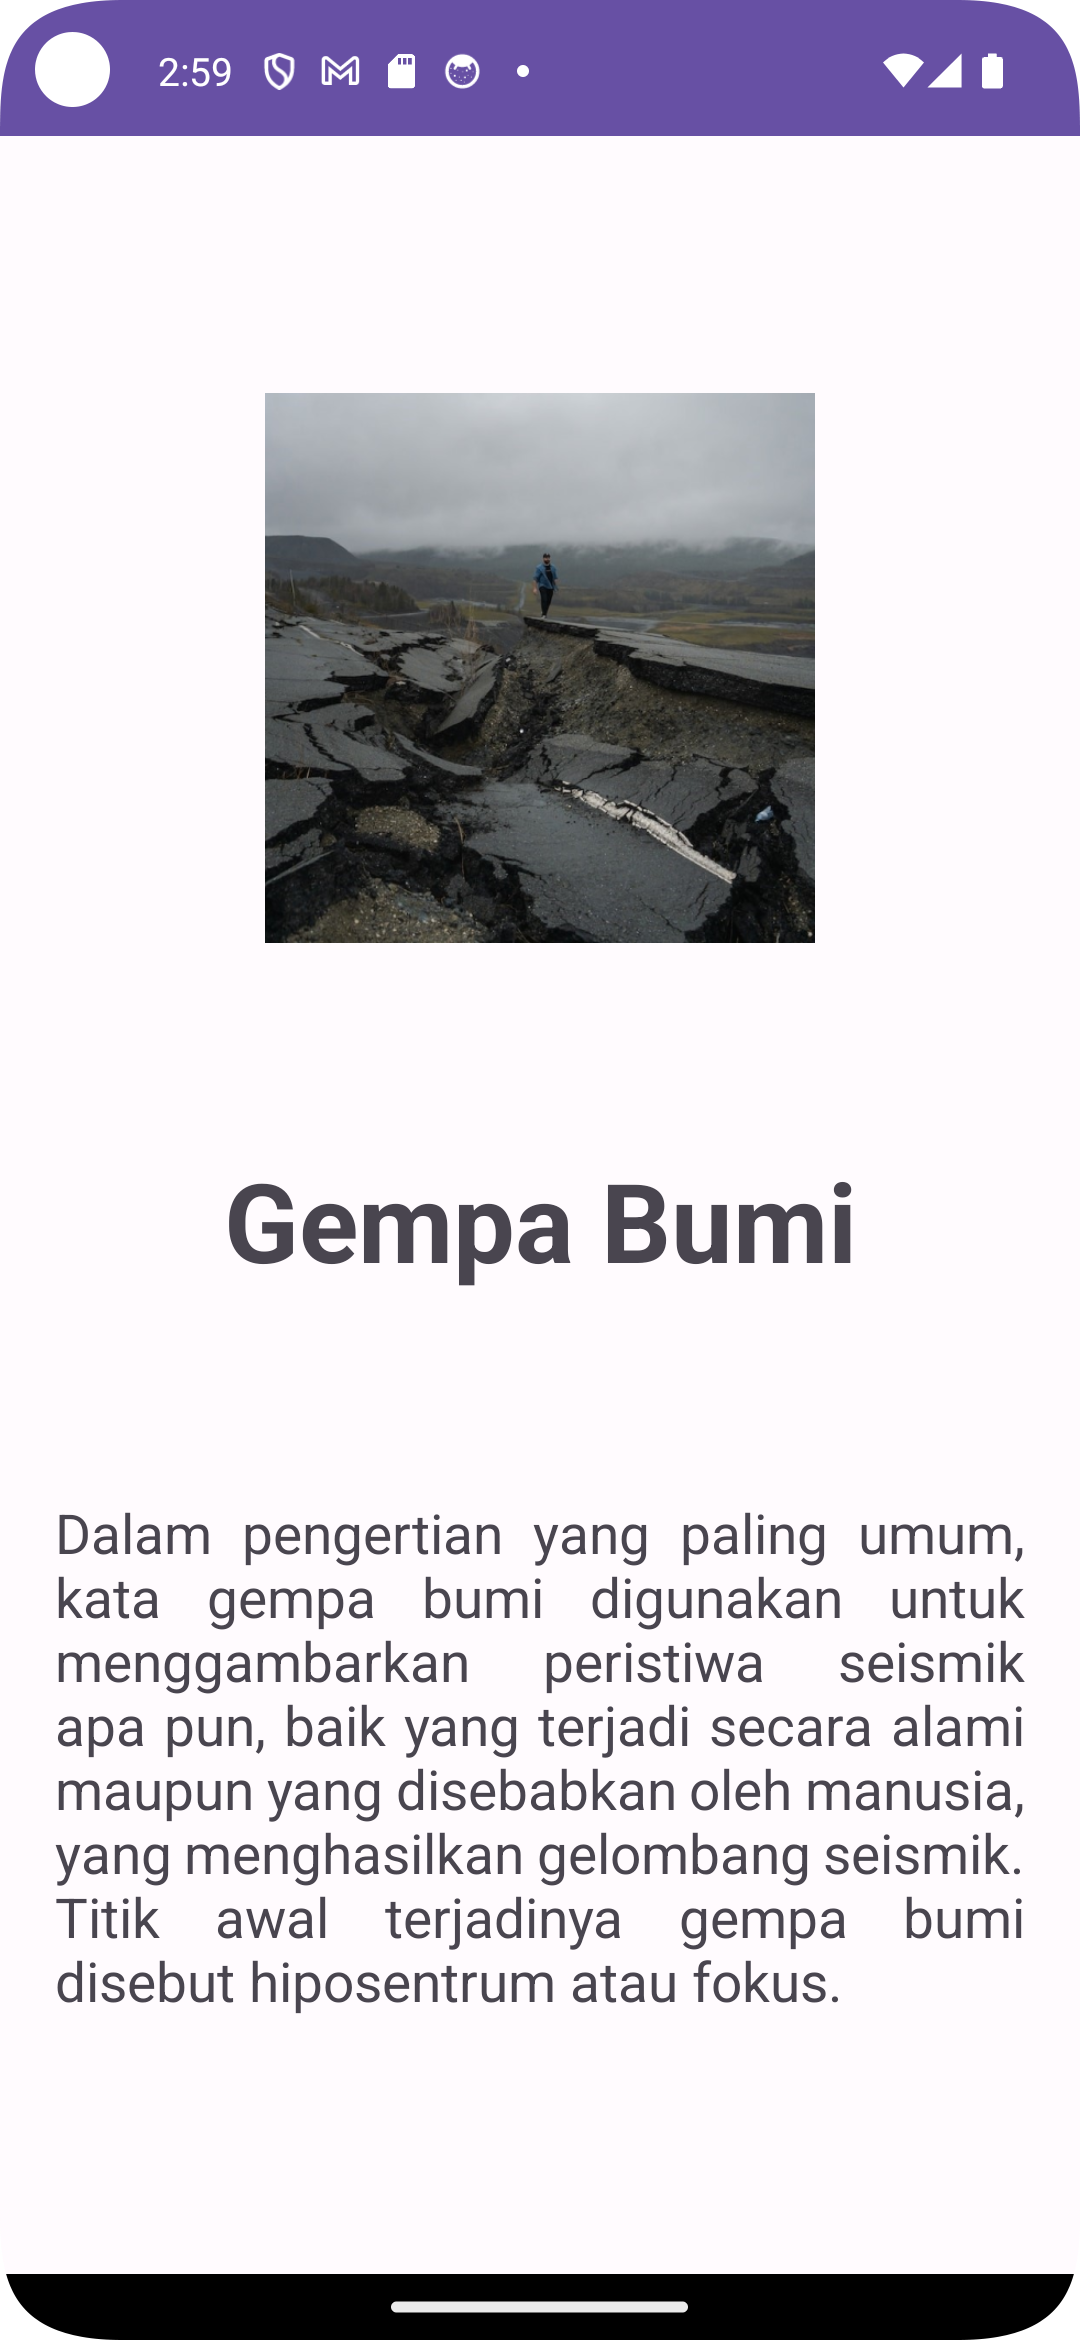 2:59
Gempa Bumi
Dalam pengertian yang paling umum,
kata gempa bumi digunakan untuk
menggambarkan peristiwa seismik
apa pun, baik yang terjadi secara alami
maupun yang disebabkan oleh manusia,
yang menghasilkan gelombang seismik.
Titik awal terjadinya gempa bumi
disebut hiposentrum atau fokus.